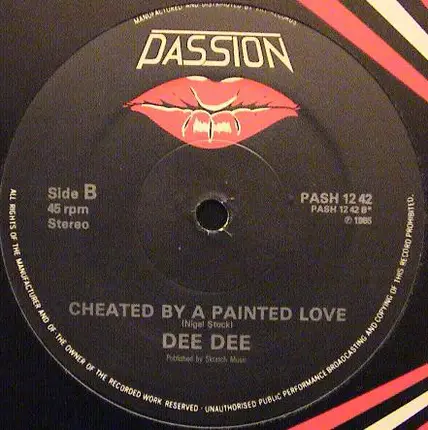 MANUFACTURED AND DISTRIBUTED BY
RECORDS
PASSION
Side B
45 rpm
Stereo
PASH 12 42
PASH 12 42 B*
℗ 1985
CHEATED BY A PAINTED LOVE
(Nigel Stock)
DEE DEE
Published by Skratch Music
ALL RIGHTS OF THE MANUFACTURER AND OF THE OWNER OF THE RECORDED WORK RESERVED · UNAUTHORISED PUBLIC PERFORMANCE BROADCASTING AND COPYING OF THIS RECORD PROHIBITED.